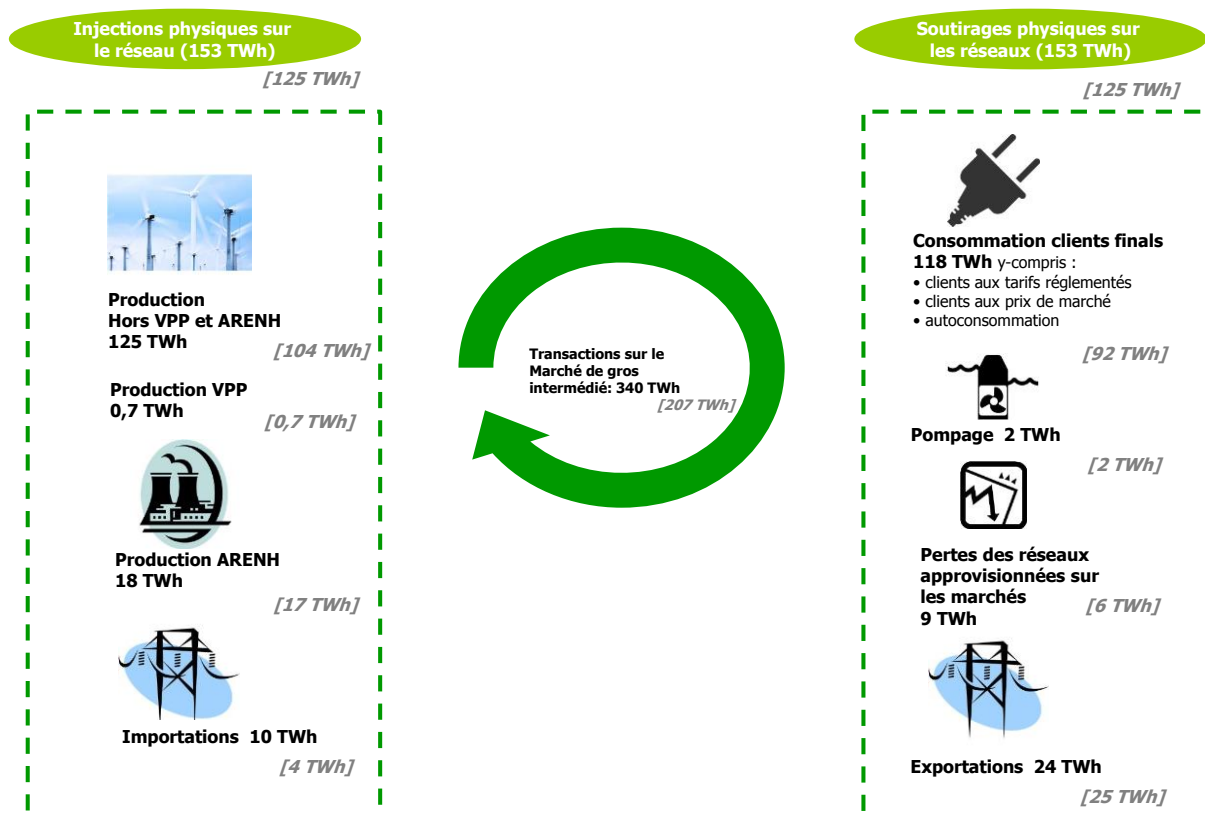 Injections physiques sur
le réseau (153 TWh)
[125 TWh]
Production
Hors VPP et ARENH
125 TWh
[104 TWh]
Production VPP
0,7 TWh
[0,7 TWh]
Production ARENH
18 TWh
[17 TWh]
Importations 10 TWh
[4 TWh]
Transactions sur le
Marché de gros
intermédié: 340 TWh
[207 TWh]
Soutirages physiques sur
les réseaux (153 TWh)
[125 TWh]
Consommation clients finals
118 TWh y-compris :
• clients aux tarifs réglementés
• clients aux prix de marché
• autoconsommation
[92 TWh]
Pompage 2 TWh
[2 TWh]
Pertes des réseaux
approvisionnées sur
les marchés
9 TWh
[6 TWh]
Exportations 24 TWh
[25 TWh]